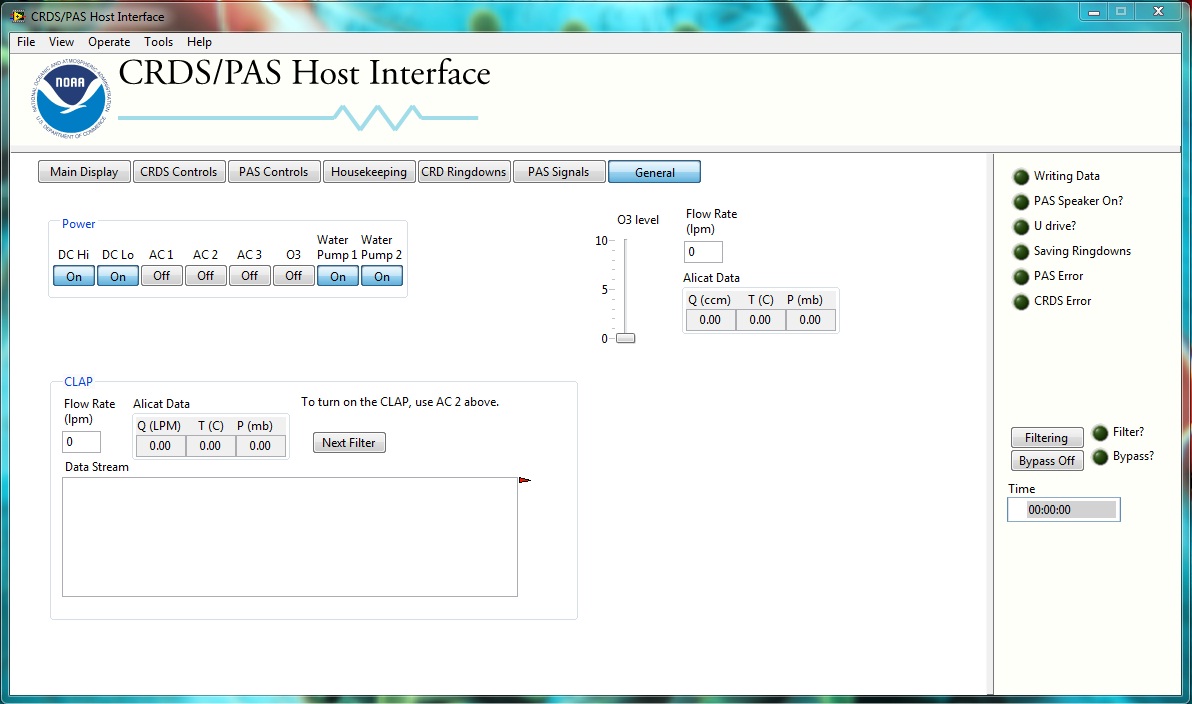 CRDS/PAS Host Interface
File View Operate Tools Help
NATIONAL OCEANIC AND ATMOSPHERIC ADMINISTRATION
NOAA
U.S. DEPARTMENT OF COMMERCE
CRDS/PAS Host Interface
Main Display CRDS Controls PAS Controls Housekeeping CRD Ringdowns PAS Signals General
Power
DC Hi DC Lo AC 1 AC 2 AC 3 O3 Water Pump 1 Water Pump 2
On On Off Off Off Off On On
O3 level
10
5
0
Flow Rate
(lpm)
0
Alicat Data
Q (ccm) T (C) P (mb)
0.00 0.00 0.00
CLAP
Flow Rate
(lpm)
0
Alicat Data
Q (LPM) T (C) P (mb)
0.00 0.00 0.00
To turn on the CLAP, use AC 2 above.
Next Filter
Data Stream
Writing Data
PAS Speaker On?
U drive?
Saving Ringdowns
PAS Error
CRDS Error
Filtering Filter?
Bypass Off Bypass?
Time
00:00:00